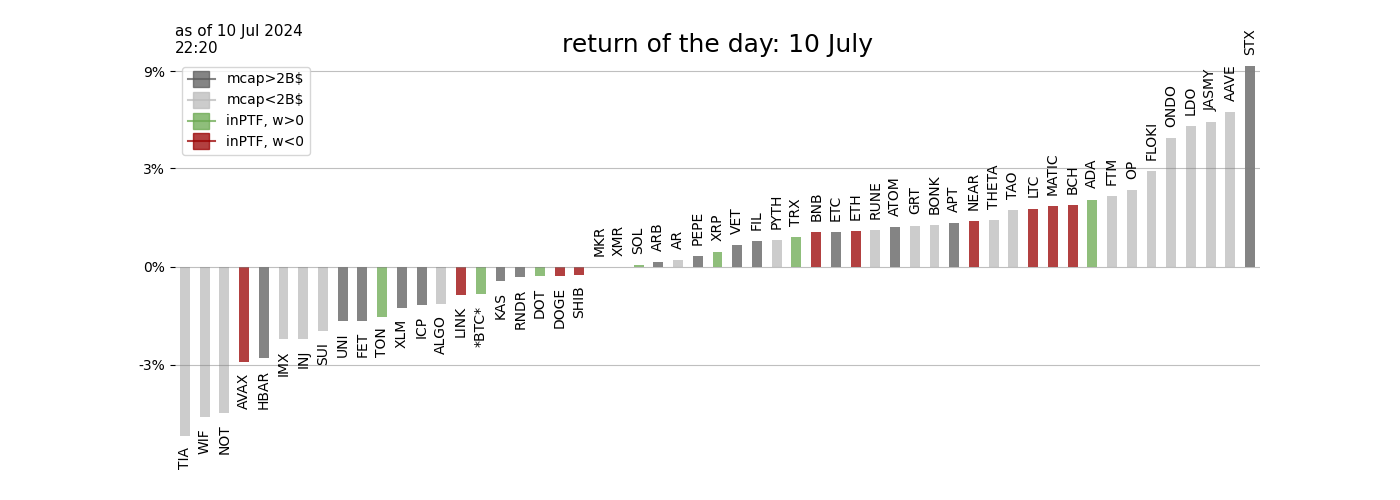 as of 10 Jul 2024
22:20
return of the day: 10 July
mcap>2B$
mcap<2B$
inPTF, w>0
inPTF, w<0
9%
3%
0%
-3%
TIA
WIF
NOT
AVAX
HBAR
IMX
INJ
SUI
UNI
FET
TON
XLM
ICP
ALGO
LINK
*BTC*
KAS
RNDR
DOT
DOGE
SHIB
MKR
XMR
SOL
ARB
AR
PEPE
XRP
VET
FIL
PYTH
TRX
BNB
ETC
ETH
RUNE
ATOM
GRT
BONK
APT
NEAR
THETA
TAO
LTC
MATIC
BCH
ADA
FTM
OP
FLOKI
ONDO
LDO
JASMY
AAVE
STX